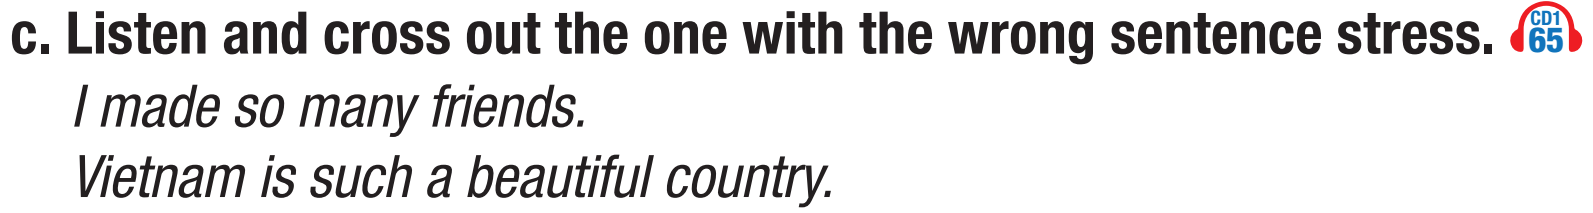 c. Listen and cross out the one with the wrong sentence stress. CD1 65
I made so many friends.
Vietnam is such a beautiful country.